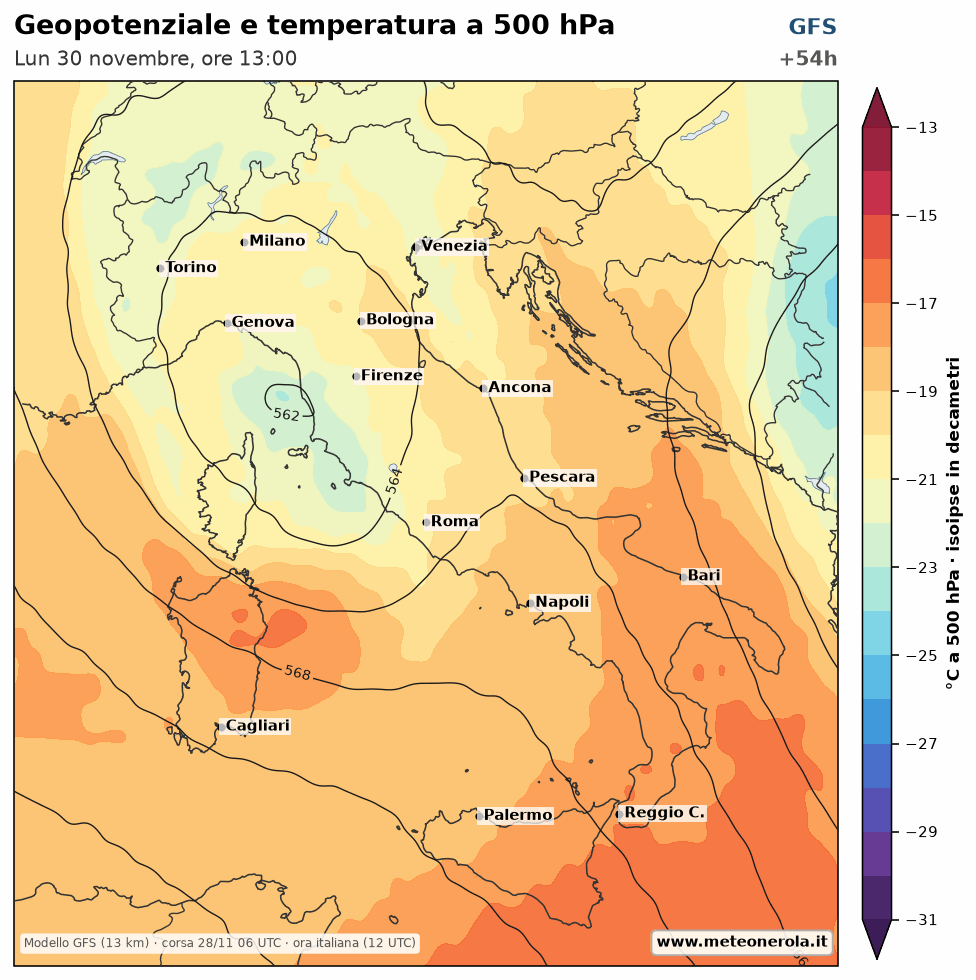 Geopotenziale e temperatura a 500 hPa
GFS
Lun 30 novembre, ore 13:00
+54h
Milano
Venezia
Torino
Genova
Bologna
Firenze
Ancona
562
564
Pescara
Roma
Bari
Napoli
568
Cagliari
Palermo
Reggio C.
Modello GFS (13 km) · corsa 28/11 06 UTC · ora italiana (12 UTC)
www.meteonerola.it
−13
−15
−17
−19
−21
−23
−25
−27
−29
−31
°C a 500 hPa · isoipse in decametri